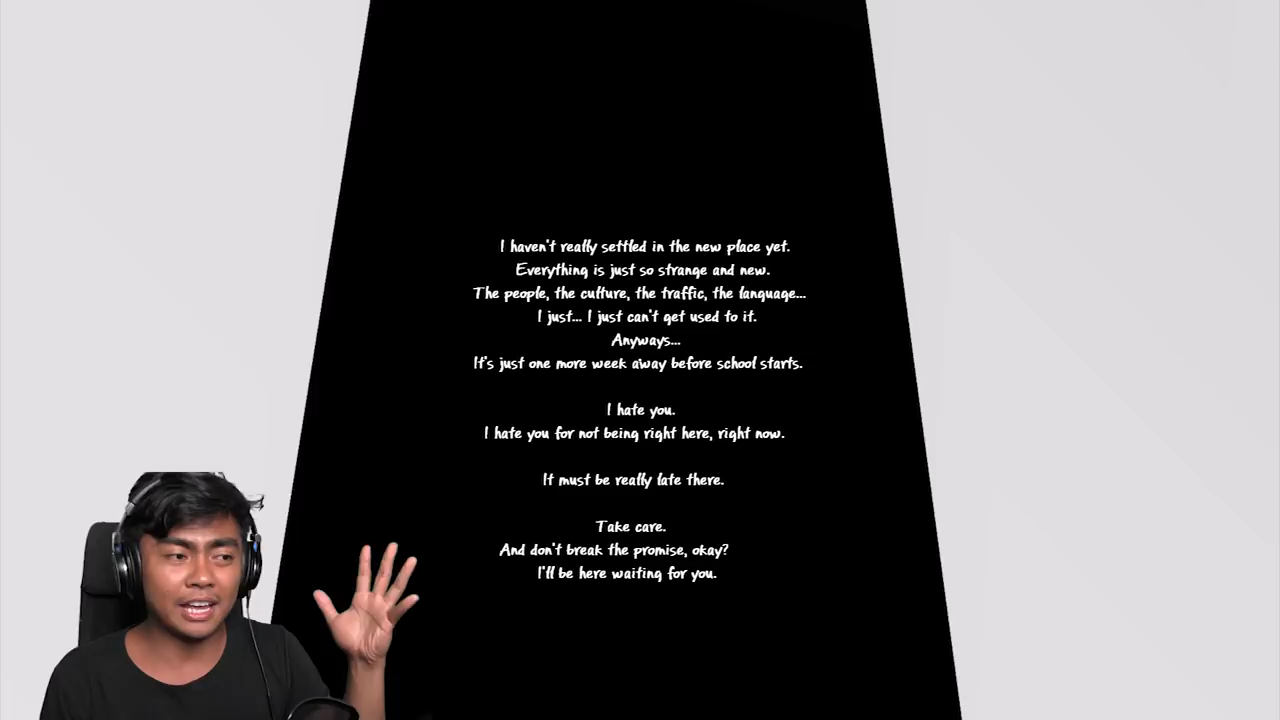 I haven't really settled in the new place yet.
Everything is just so strange and new.
The people, the culture, the traffic, the language...
I just... I just can't get used to it.
Anyways...
It's just one more week away before school starts.
I hate you.
I hate you for not being right here, right now.
It must be really late there.
Take care.
And don't break the promise, okay?
I'll be here waiting for you.